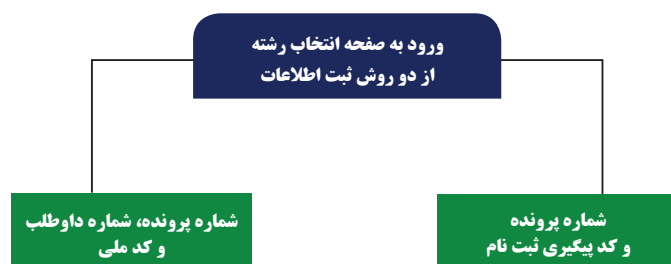 ورود به صفحه انتخاب رشته
از دو روش ثبت اطلاعات
شماره پرونده
و کد پیگیری ثبت نام
شماره پرونده، شماره داوطلب
و کد ملی